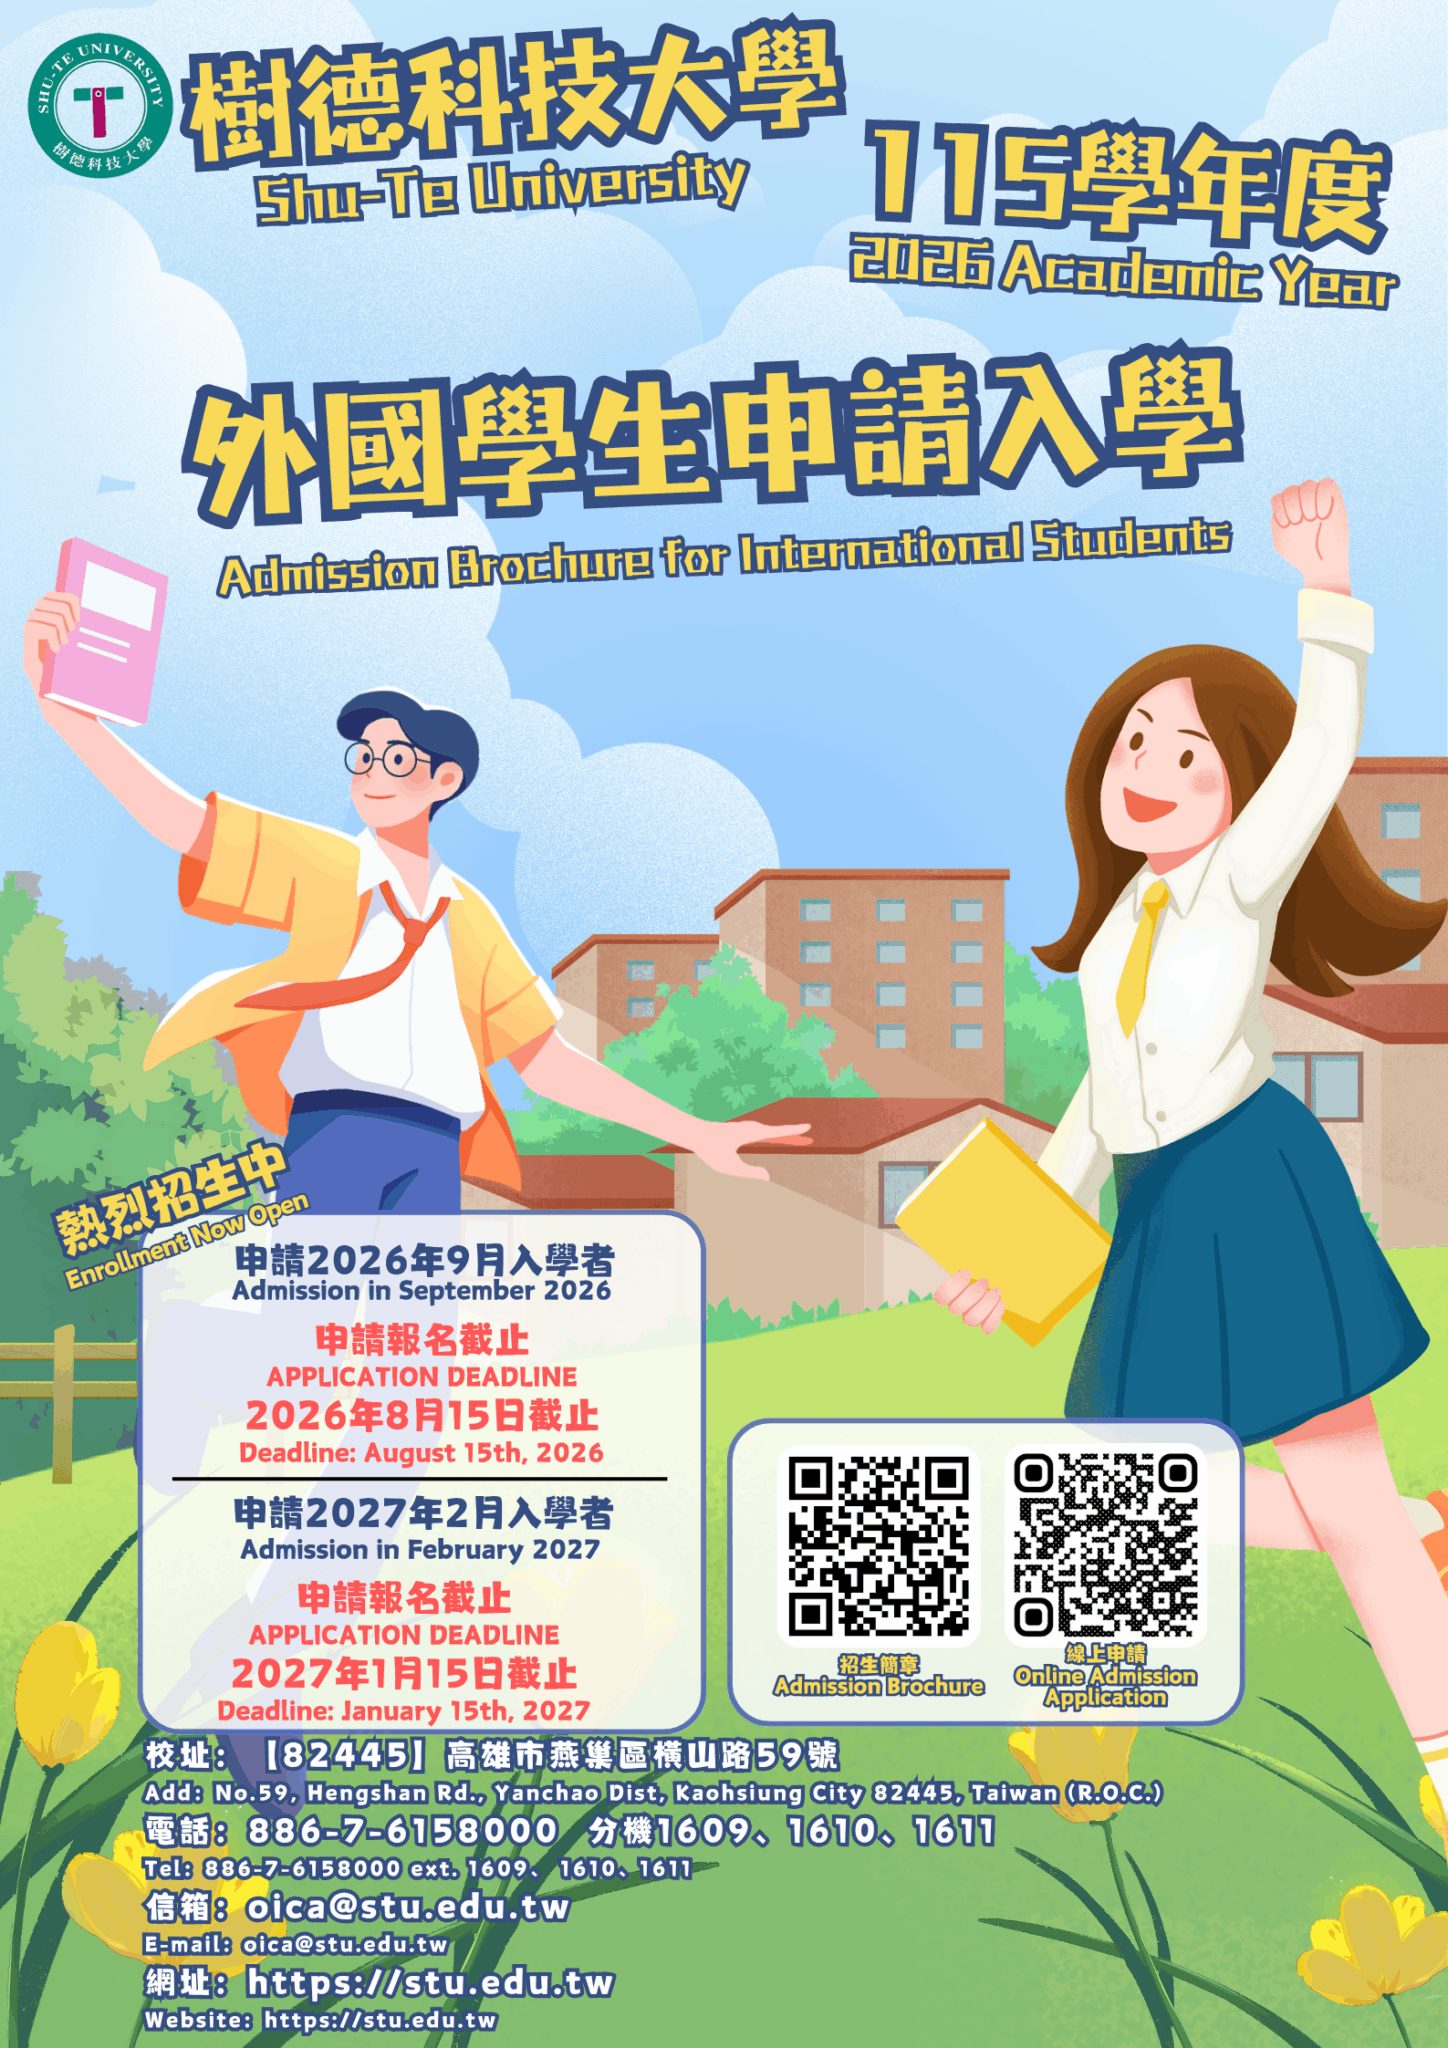 SHU-TE UNIVERSITY
樹德科技大學
樹德科技大學
Shu-Te University
115學年度
2026 Academic Year
外國學生申請入學
Admission Brochure for International Students
熱烈招生中
Enrollment Now Open
申請2026年9月入學者
Admission in September 2026
申請報名截止
APPLICATION DEADLINE
2026年8月15日截止
Deadline: August 15th, 2026
申請2027年2月入學者
Admission in February 2027
申請報名截止
APPLICATION DEADLINE
2027年1月15日截止
Deadline: January 15th, 2027
招生簡章
Admission Brochure
線上申請
Online Admission
Application
校址：【82445】高雄市燕巢區橫山路59號
Add: No.59, Hengshan Rd., Yanchao Dist, Kaohsiung City 82445, Taiwan (R.O.C.)
電話：886-7-6158000 分機1609、1610、1611
Tel: 886-7-6158000 ext. 1609、1610、1611
信箱：oica@stu.edu.tw
E-mail: oica@stu.edu.tw
網址：https://stu.edu.tw
Website: https://stu.edu.tw